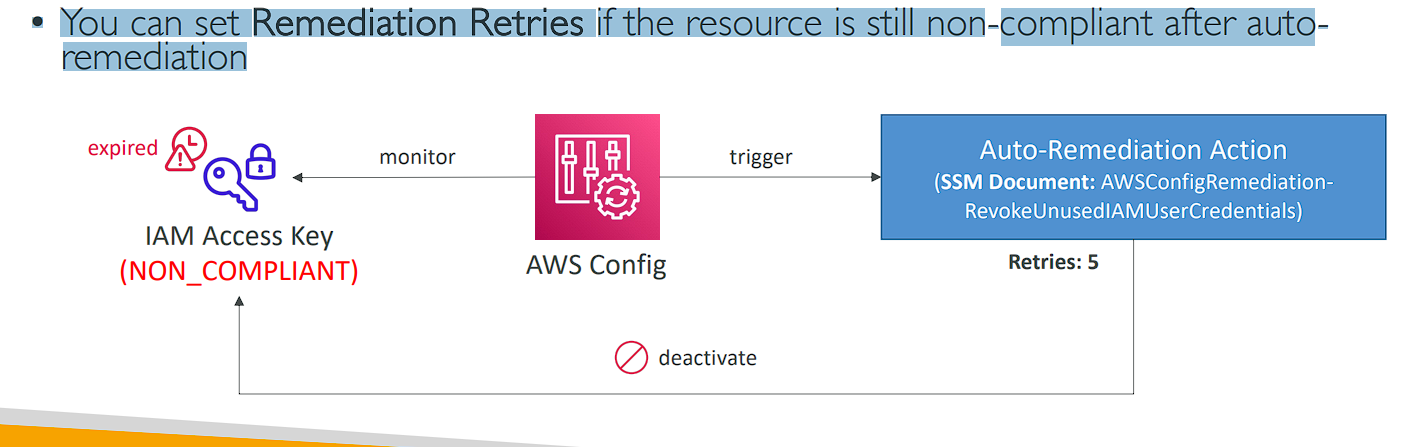 • You can set Remediation Retries if the resource is still non-compliant after auto-
remediation
expired
monitor
trigger
IAM Access Key
(NON_COMPLIANT)
AWS Config
Auto-Remediation Action
(SSM Document: AWSConfigRemediation-
RevokeUnusedIAMUserCredentials)
Retries: 5
deactivate